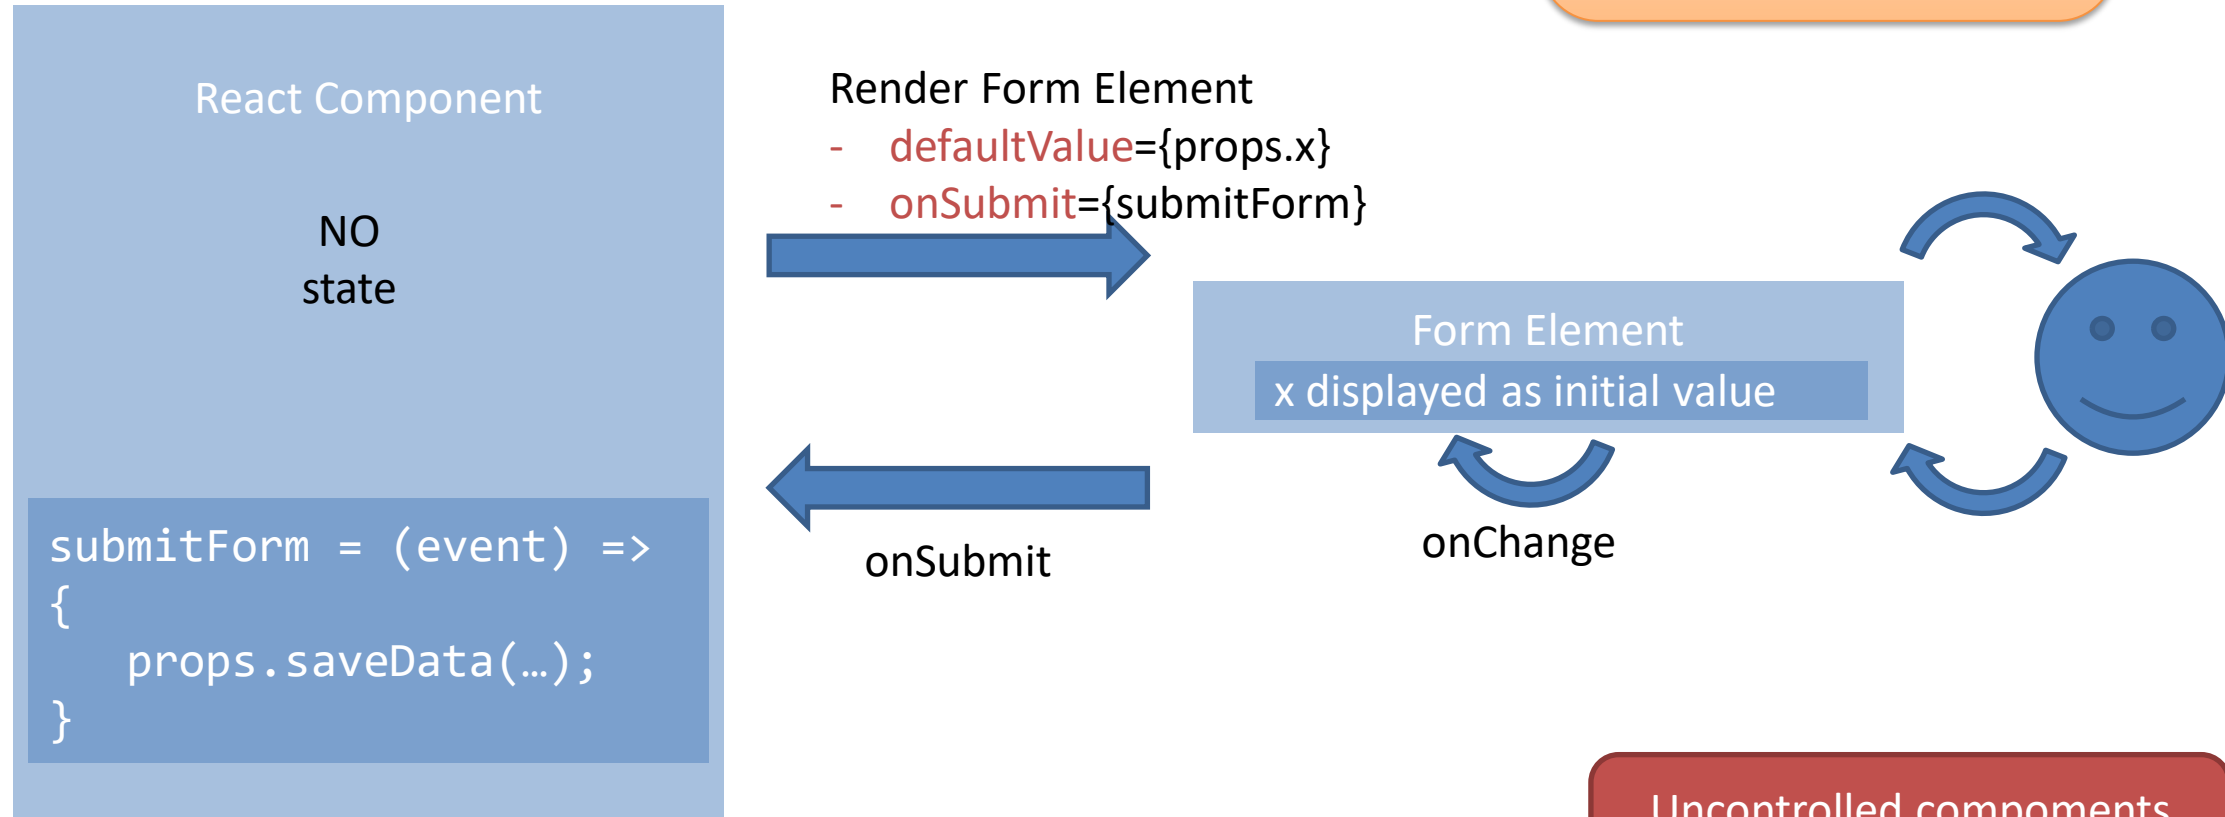 React Component
NO
state
submitForm = (event) =>
{
props.saveData(…);
}
Render Form Element
- defaultValue={props.x}
- onSubmit={submitForm}
Form Element
x displayed as initial value
onSubmit
onChange
Uncontrolled compoments